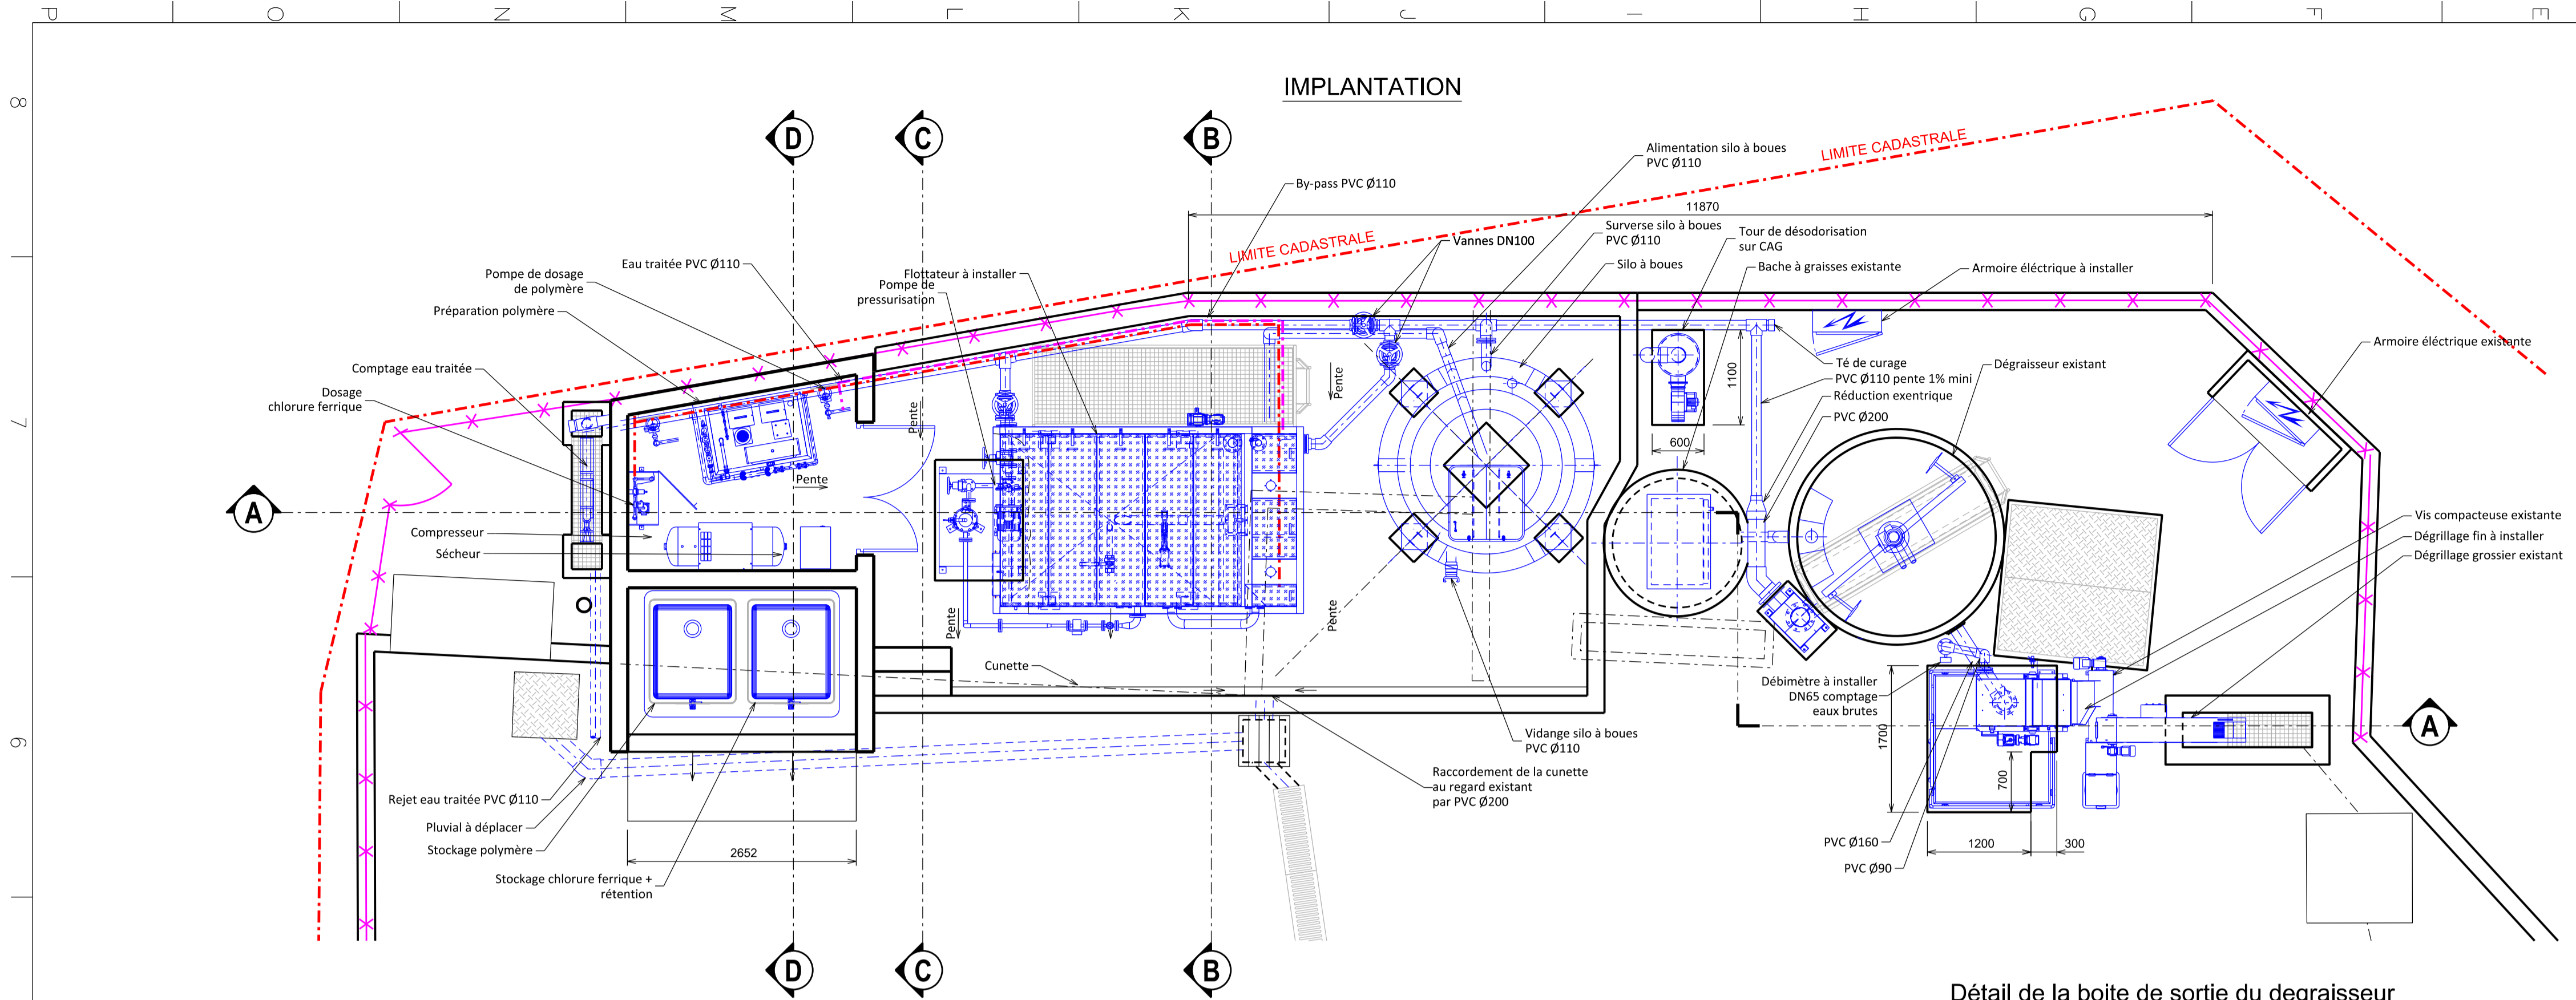 P O N M L K J I H G F E
8
7
6
IMPLANTATION
D
C
B
LIMITE CADASTRALE
LIMITE CADASTRALE
Alimentation silo à boues
PVC Ø110
By-pass PVC Ø110
11870
Surverse silo à boues
PVC Ø110
Vannes DN100
Tour de désodorisation
sur CAG
Silo à boues
Bache à graisses existante
Armoire éléctrique à installer
Eau traitée PVC Ø110
Pompe de dosage
de polymère
Flottateur à installer
Pompe de
pressurisation
Préparation polymère
Comptage eau traitée
Dosage
chlorure ferrique
Armoire éléctrique existante
Té de curage
PVC Ø110 pente 1% mini
Réduction exentrique
PVC Ø200
Dégraisseur existant
1100
600
Pente
Pente
Pente
Pente
Pente
A
Compresseur
Sécheur
Vis compacteuse existante
Dégrillage fin à installer
Dégrillage grossier existant
Cunette
Débimètre à installer
DN65 comptage
eaux brutes
1700
700
A
Vidange silo à boues
PVC Ø110
Raccordement de la cunette
au regard existant
par PVC Ø200
Rejet eau traitée PVC Ø110
Pluvial à déplacer
Stockage polymère
Stockage chlorure ferrique +
rétention
2652
PVC Ø160
PVC Ø90
1200
300
D
C
B
Détail de la boite de sortie du degraisseur